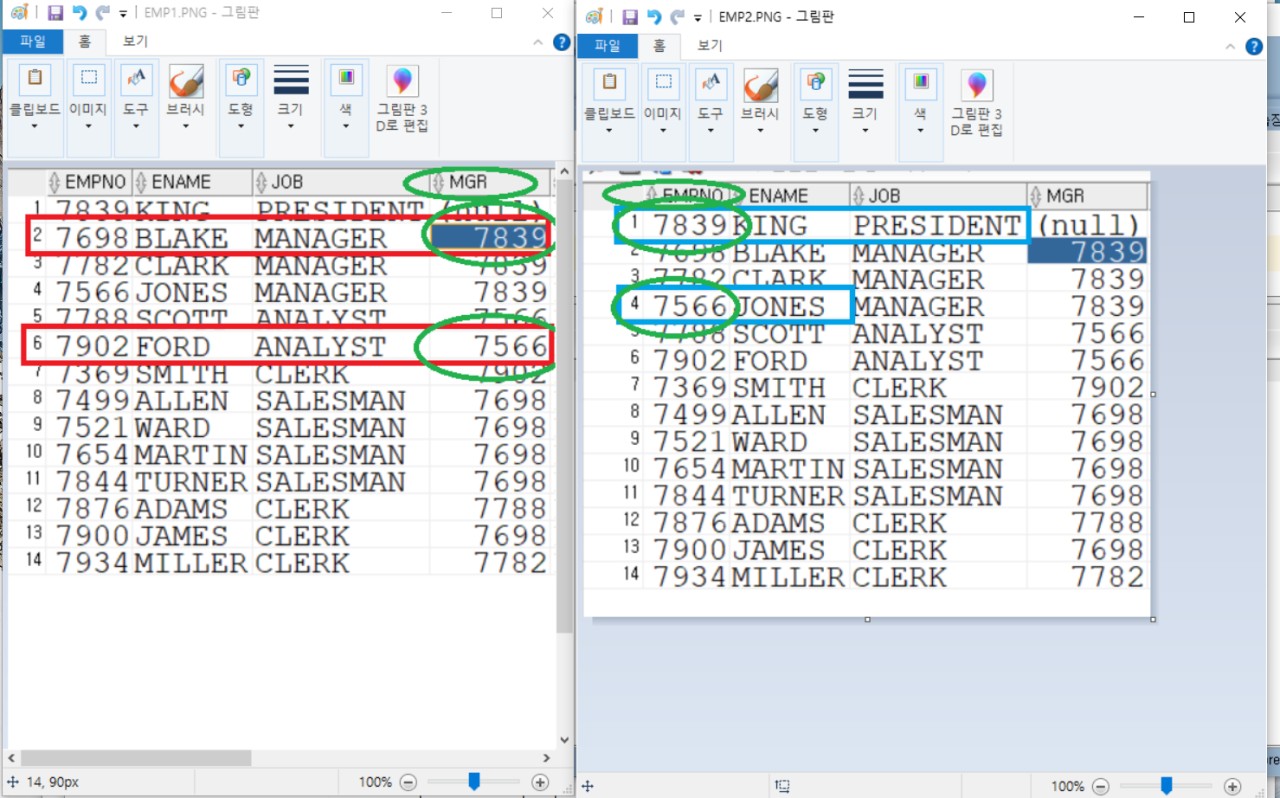 EMP1.PNG - 그림판
파일 홈 보기
클립보드 이미지 도구 브러시 도형 크기 색 그림판 3
D로 편집
EMPNO ENAME JOB MGR
1 7839 KING PRESIDENT (null)
2 7698 BLAKE MANAGER 7839
3 7782 CLARK MANAGER 7839
4 7566 JONES MANAGER 7839
5 7788 SCOTT ANALYST 7566
6 7902 FORD ANALYST 7566
7 7369 SMITH CLERK 7902
8 7499 ALLEN SALESMAN 7698
9 7521 WARD SALESMAN 7698
10 7654 MARTIN SALESMAN 7698
11 7844 TURNER SALESMAN 7698
12 7876 ADAMS CLERK 7788
13 7900 JAMES CLERK 7698
14 7934 MILLER CLERK 7782
14, 90px 100%
EMP2.PNG - 그림판
파일 홈 보기
클립보드 이미지 도구 브러시 도형 크기 색 그림판 3
D로 편집
EMPNO ENAME JOB MGR
1 7839 KING PRESIDENT (null)
2 7698 BLAKE MANAGER 7839
3 7782 CLARK MANAGER 7839
4 7566 JONES MANAGER 7839
5 7788 SCOTT ANALYST 7566
6 7902 FORD ANALYST 7566
7 7369 SMITH CLERK 7902
8 7499 ALLEN SALESMAN 7698
9 7521 WARD SALESMAN 7698
10 7654 MARTIN SALESMAN 7698
11 7844 TURNER SALESMAN 7698
12 7876 ADAMS CLERK 7788
13 7900 JAMES CLERK 7698
14 7934 MILLER CLERK 7782
100%